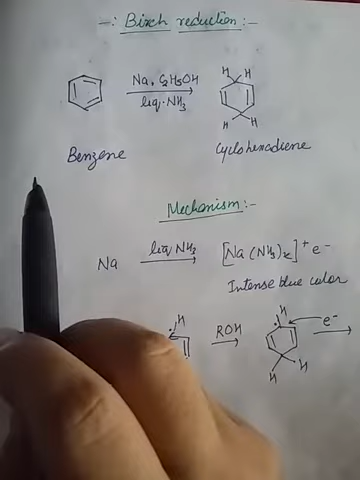 -: Birch reduction:-
Na, C2H5OH
liq. NH3
H H
H H
Benzene
Cyclohexadiene
Mechanism:-
Na liq NH3 [Na (NH3)x]+ e-
Intense blue color
H ROH H e-
H H